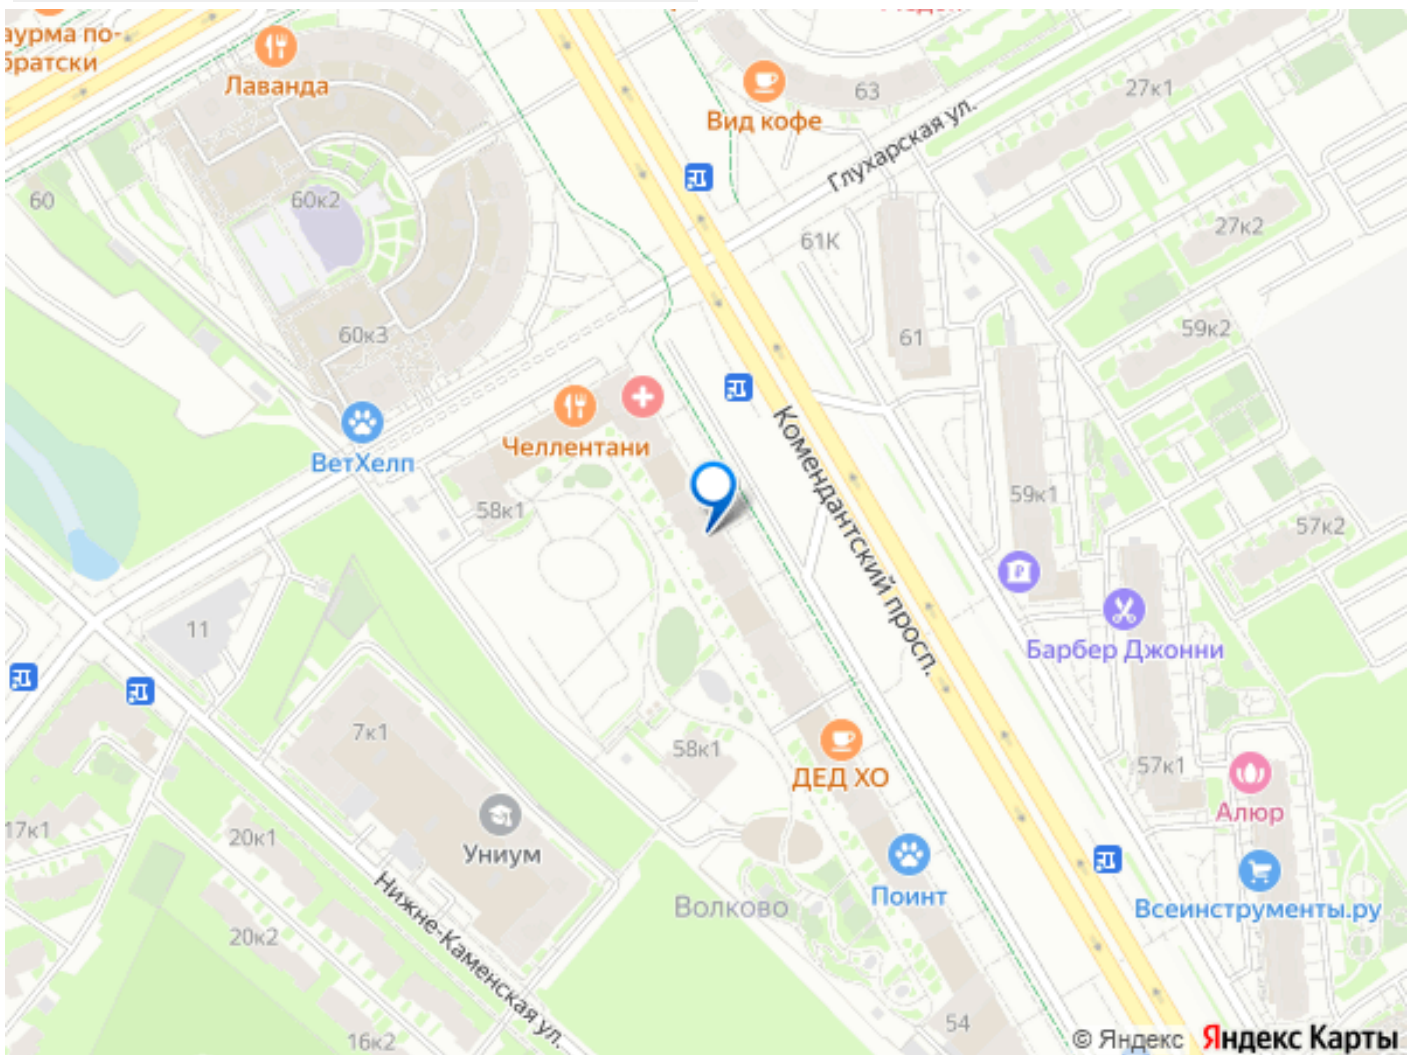 аурма по-
братски
Лаванда
Вид кофе
63
27к1
Глухарская ул.
60
60к2
61К
27к2
60к3
61
59к2
Челлентани
ВетХелп
58к1
Комендантский просп.
59к1
57к2
11
Барбер Джонни
7к1
58к1
ДЕД ХО
57к1
Алюр
17к1
20к1
Униум
Поинт
Волково
Всеинструменты.ру
20к2
Нижне-Каменская ул.
54
16к2
© Яндекс Яндекс Карты